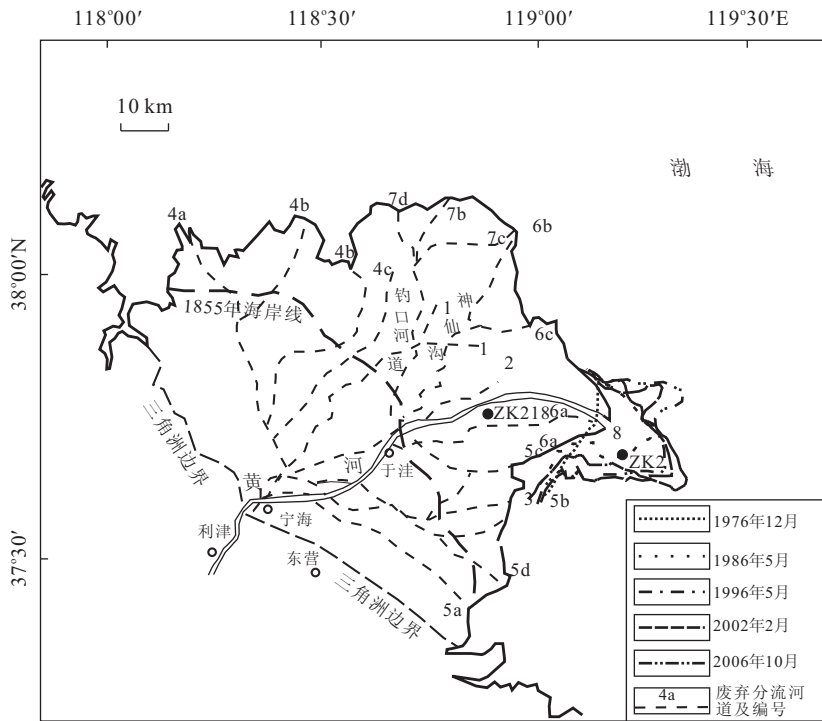 118°00′ 118°30′ 119°00′ 119°30′E
10 km
渤 海
38°00′N
37°30′
4a
4b
7d
7b
6b
7c
4b
4c
1855年海岸线
钓口河道
1
神仙沟
6c
1
2
三角洲边界
ZK218
6a
8
6a
5c
ZK2
于洼
黄 河
3
5b
宁海
利津
东营
5d
5a
三角洲边界
1976年12月
1986年5月
1996年5月
2002年2月
2006年10月
4a 废弃分流河
道及编号